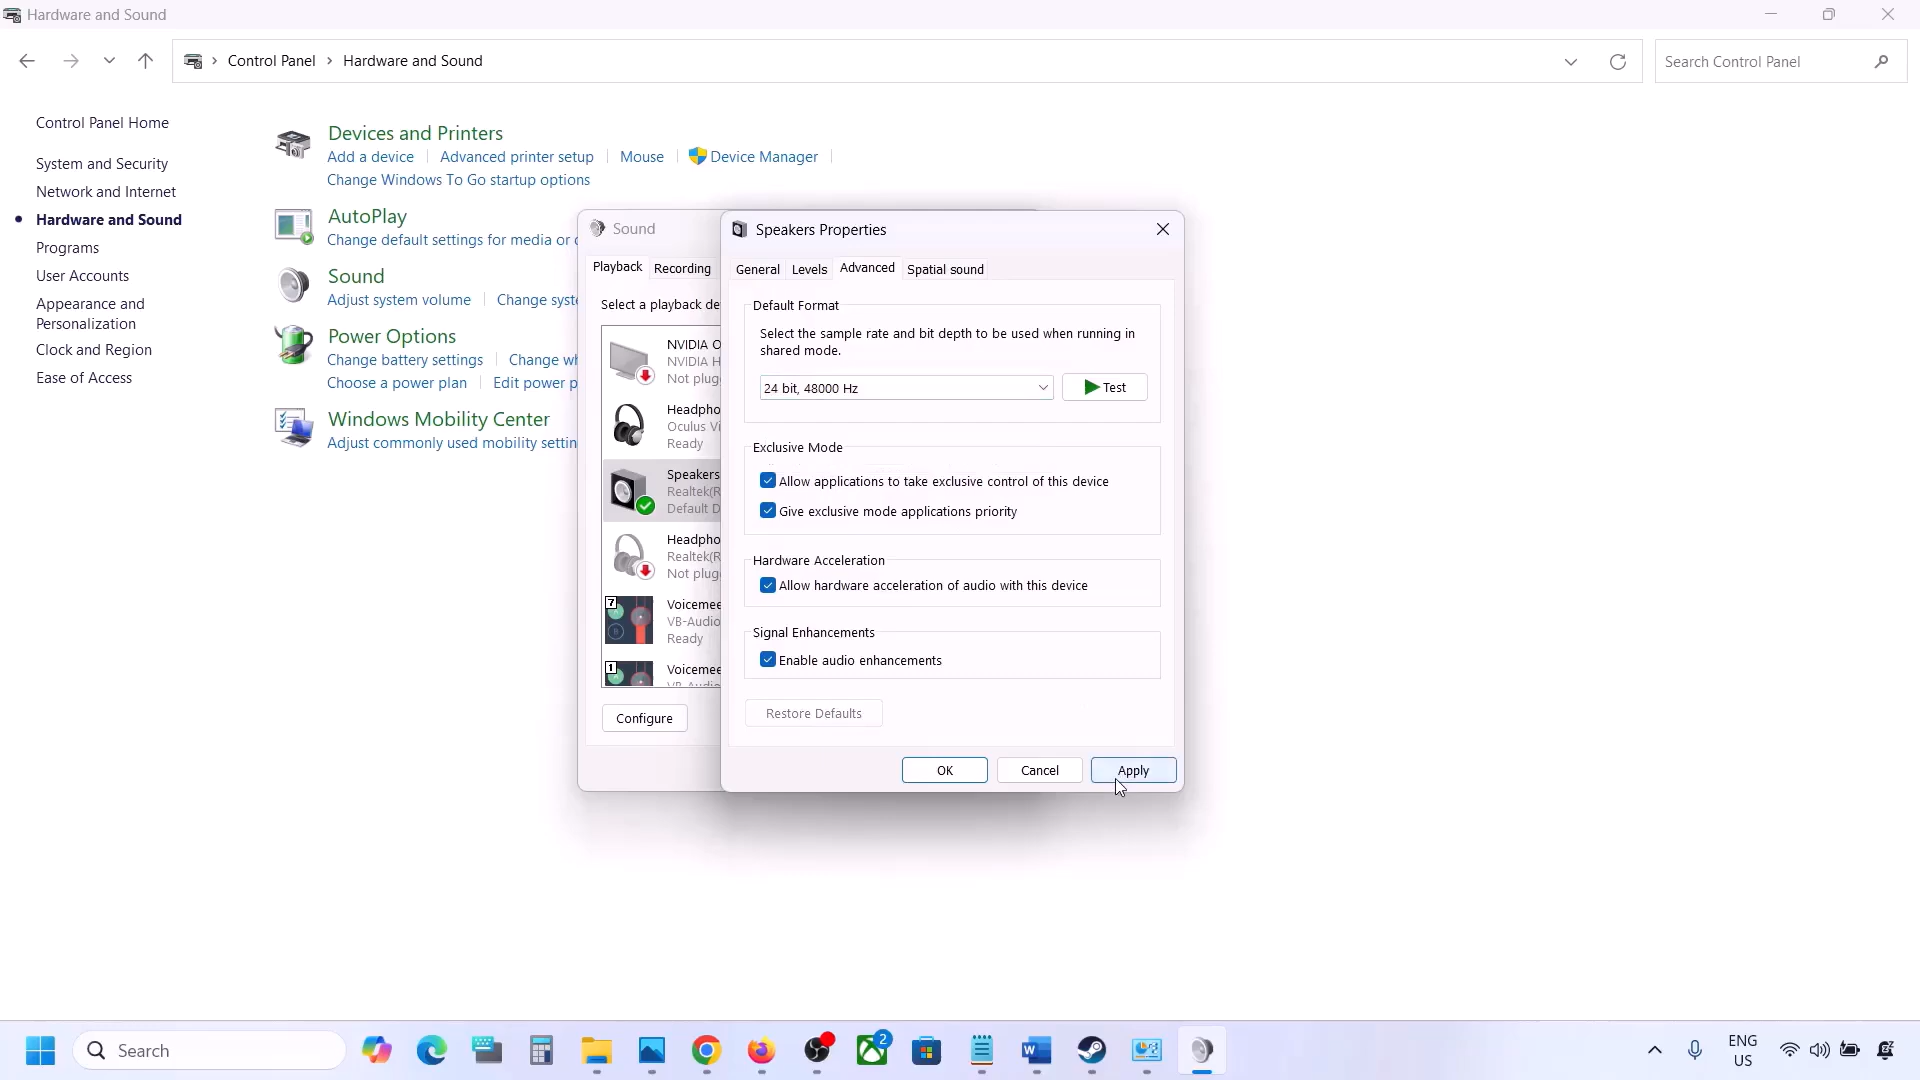 Hardware and Sound
Control Panel > Hardware and Sound
Search Control Panel
Control Panel Home
System and Security
Network and Internet
Hardware and Sound
Programs
User Accounts
Appearance and
Personalization
Clock and Region
Ease of Access
Devices and Printers
Add a device
Advanced printer setup
Mouse
Device Manager
Change Windows To Go startup options
AutoPlay
Change default settings for media or
Sound
Adjust system volume
Change syste
Power Options
Change battery settings
Change wh
Choose a power plan
Edit power p
Windows Mobility Center
Adjust commonly used mobility settin
Sound
Playback
Recording
Select a playback de
NVIDIA O
NVIDIA H
Not plug
Headpho
Oculus Vi
Ready
Speakers
Realtek(R
Default D
Headpho
Realtek(R
Not plug
7
Voicemee
VB-Audio
Ready
1
Voicemee
VB-Audio
Configure
Speakers Properties
General
Levels
Advanced
Spatial sound
Default Format
Select the sample rate and bit depth to be used when running in
shared mode.
24 bit, 48000 Hz
Test
Exclusive Mode
Allow applications to take exclusive control of this device
Give exclusive mode applications priority
Hardware Acceleration
Allow hardware acceleration of audio with this device
Signal Enhancements
Enable audio enhancements
Restore Defaults
OK
Cancel
Apply
Search
2
ENG
US